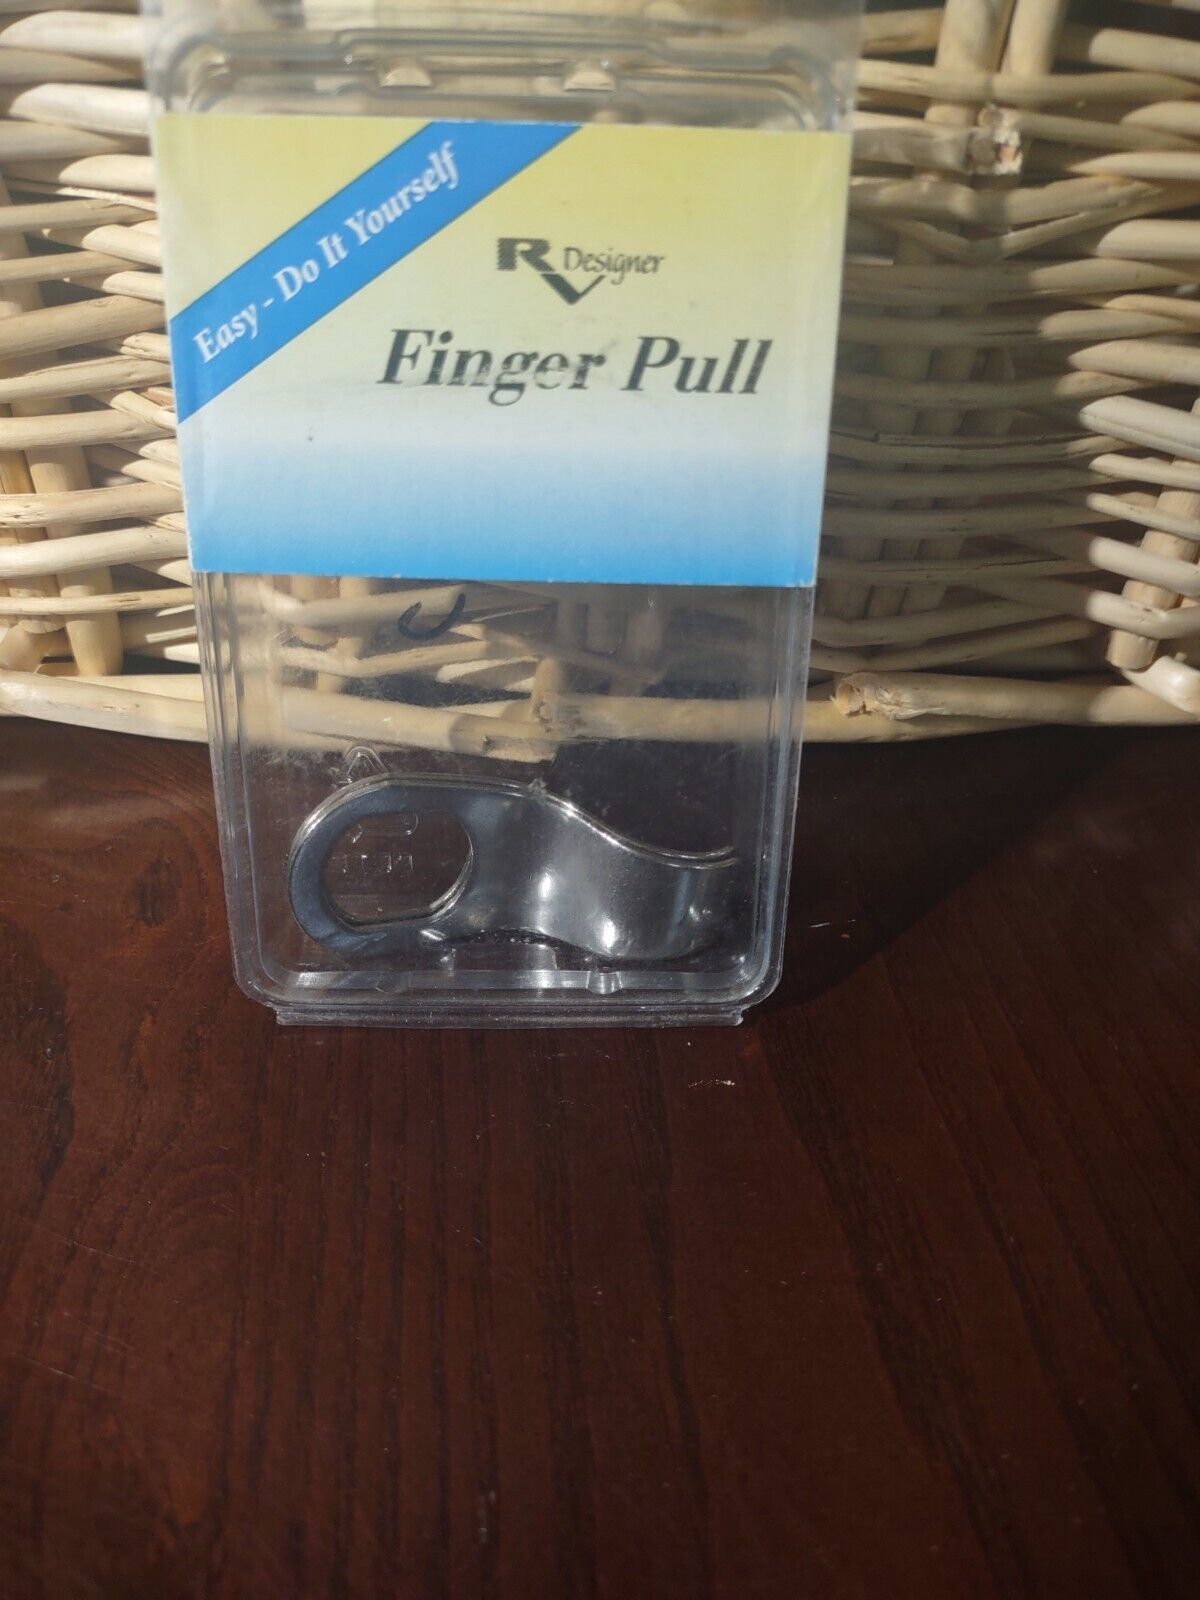 Easy - Do It Yourself
RV Designer
Finger Pull